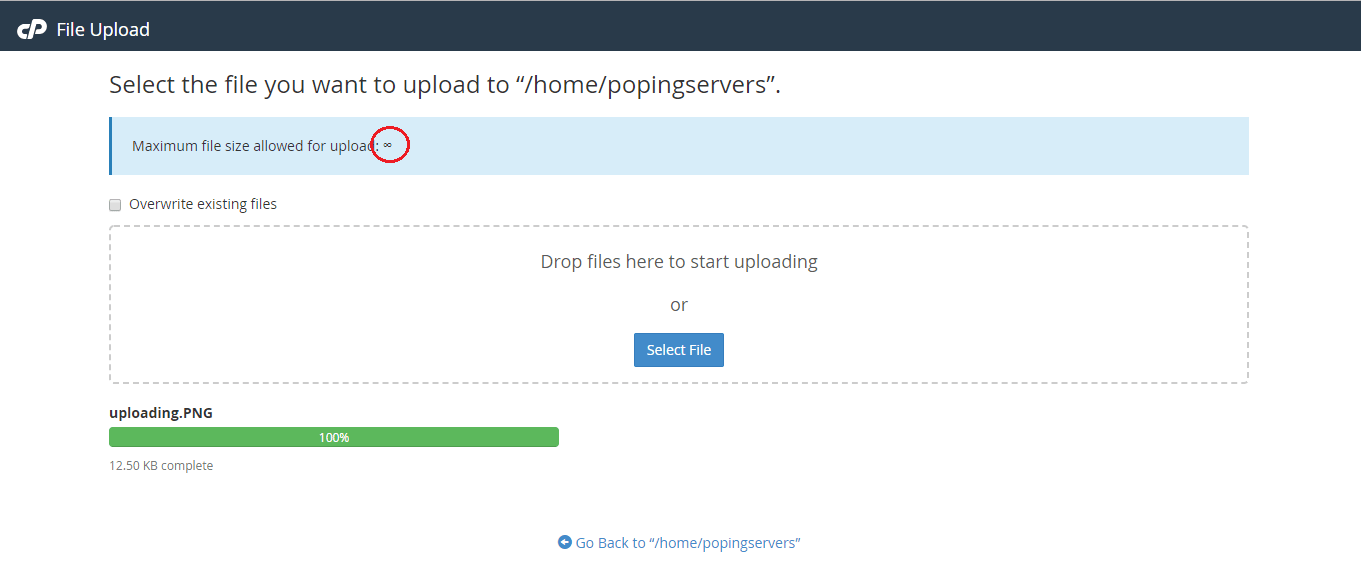 cP File Upload
Select the file you want to upload to “/home/popingservers”.
Maximum file size allowed for upload: ∞
Overwrite existing files
Drop files here to start uploading
or
Select File
uploading.PNG
100%
12.50 KB complete
Go Back to “/home/popingservers”